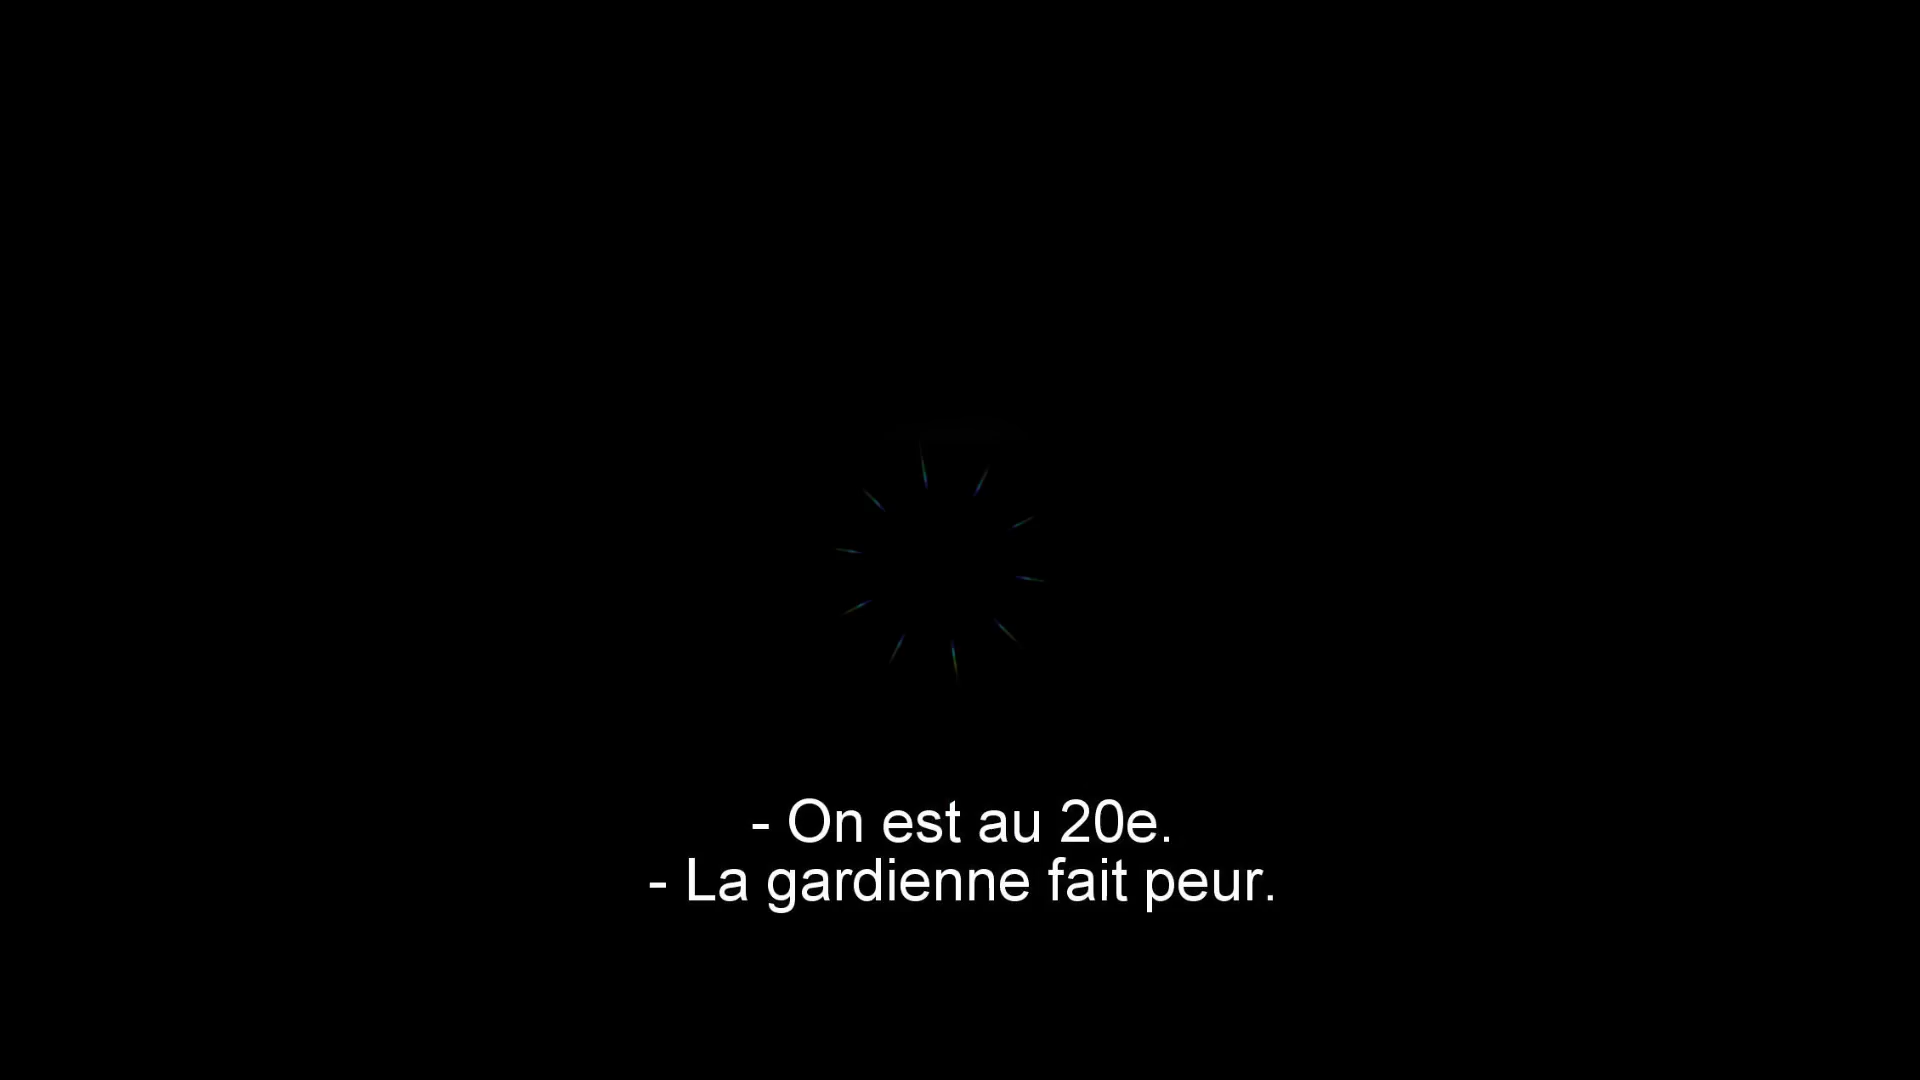 - On est au 20e.
- La gardienne fait peur.